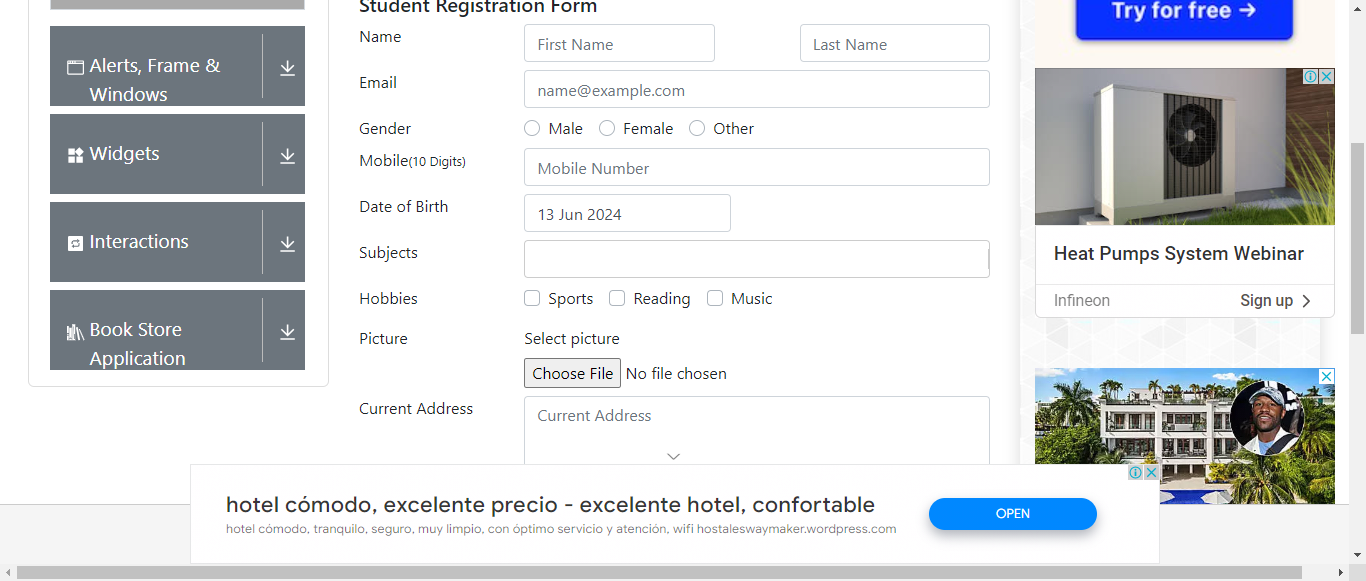 Student Registration Form
Name
First Name
Last Name
Email
name@example.com
Gender
Male
Female
Other
Mobile(10 Digits)
Mobile Number
Date of Birth
13 Jun 2024
Subjects
Hobbies
Sports
Reading
Music
Picture
Select picture
Choose File
No file chosen
Current Address
Current Address
Alerts, Frame &
Windows
Widgets
Interactions
Book Store
Application
Try for free →
Heat Pumps System Webinar
Infineon
Sign up
hotel cómodo, excelente precio - excelente hotel, confortable
hotel cómodo, tranquilo, seguro, muy limpio, con óptimo servicio y atención, wifi hostaleswaymaker.wordpress.com
OPEN